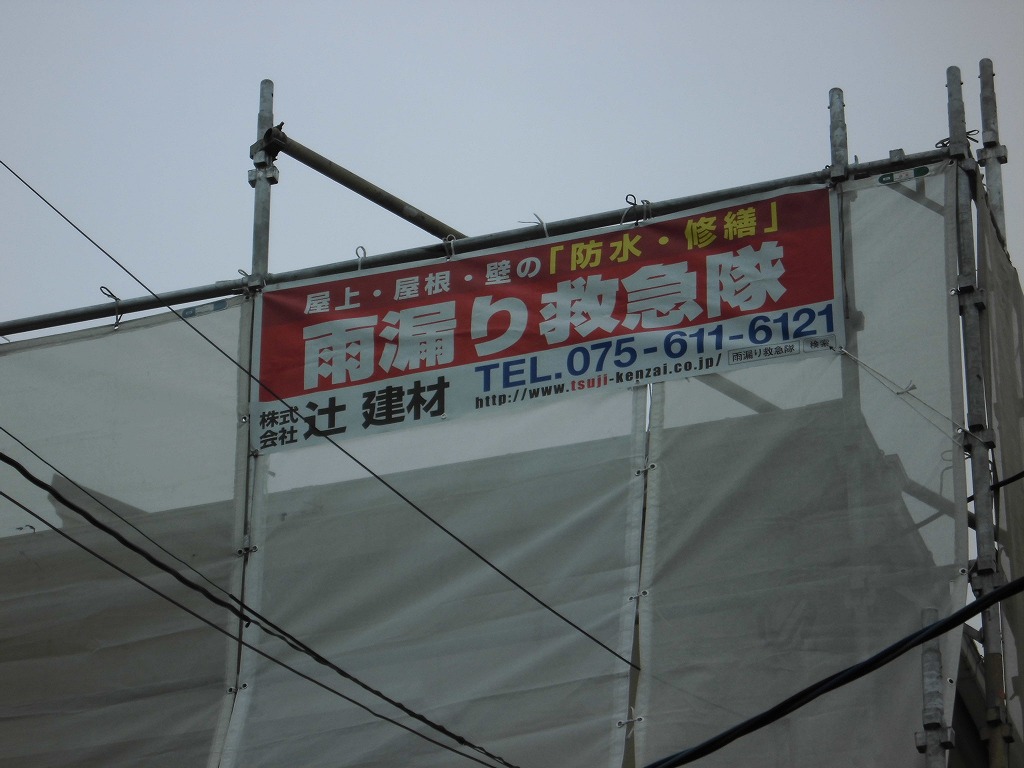 屋上・屋根・壁の「防水・修繕」
雨漏り救急隊
株式会社 辻 建材
TEL.075-611-6121
http://www.tsuji-kenzai.co.jp/ 雨漏り救急隊 検索